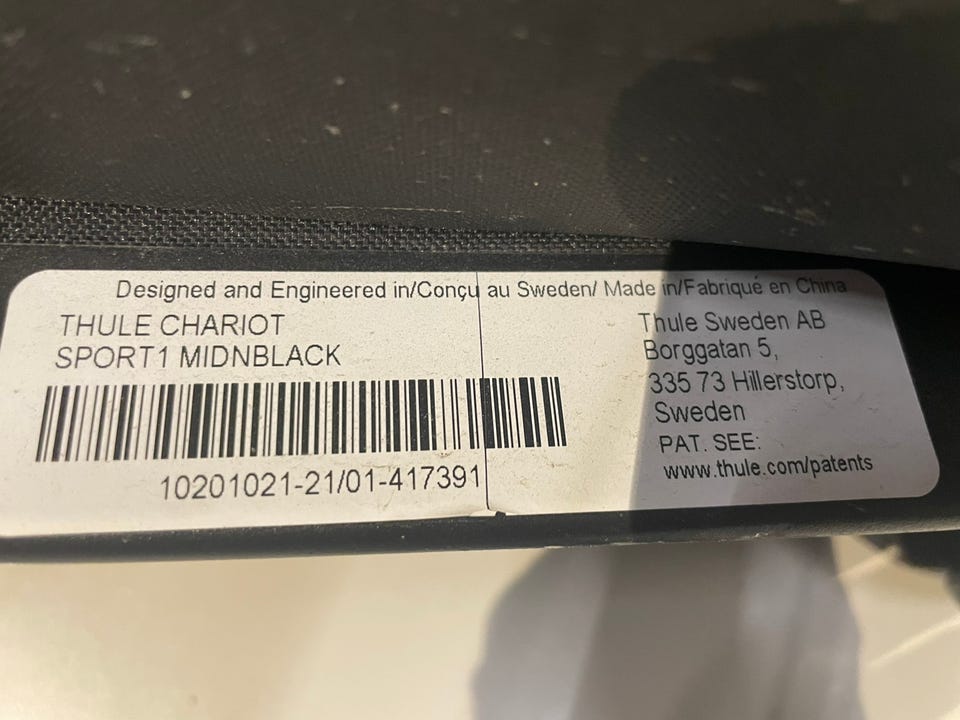 Designed and Engineered in/Conçu au Sweden/ Made in/Fabriqué en China
THULE CHARIOT
SPORT1 MIDNBLACK
10201021-21/01-417391
Thule Sweden AB
Borggatan 5,
335 73 Hillerstorp,
Sweden
PAT. SEE:
www.thule.com/patents